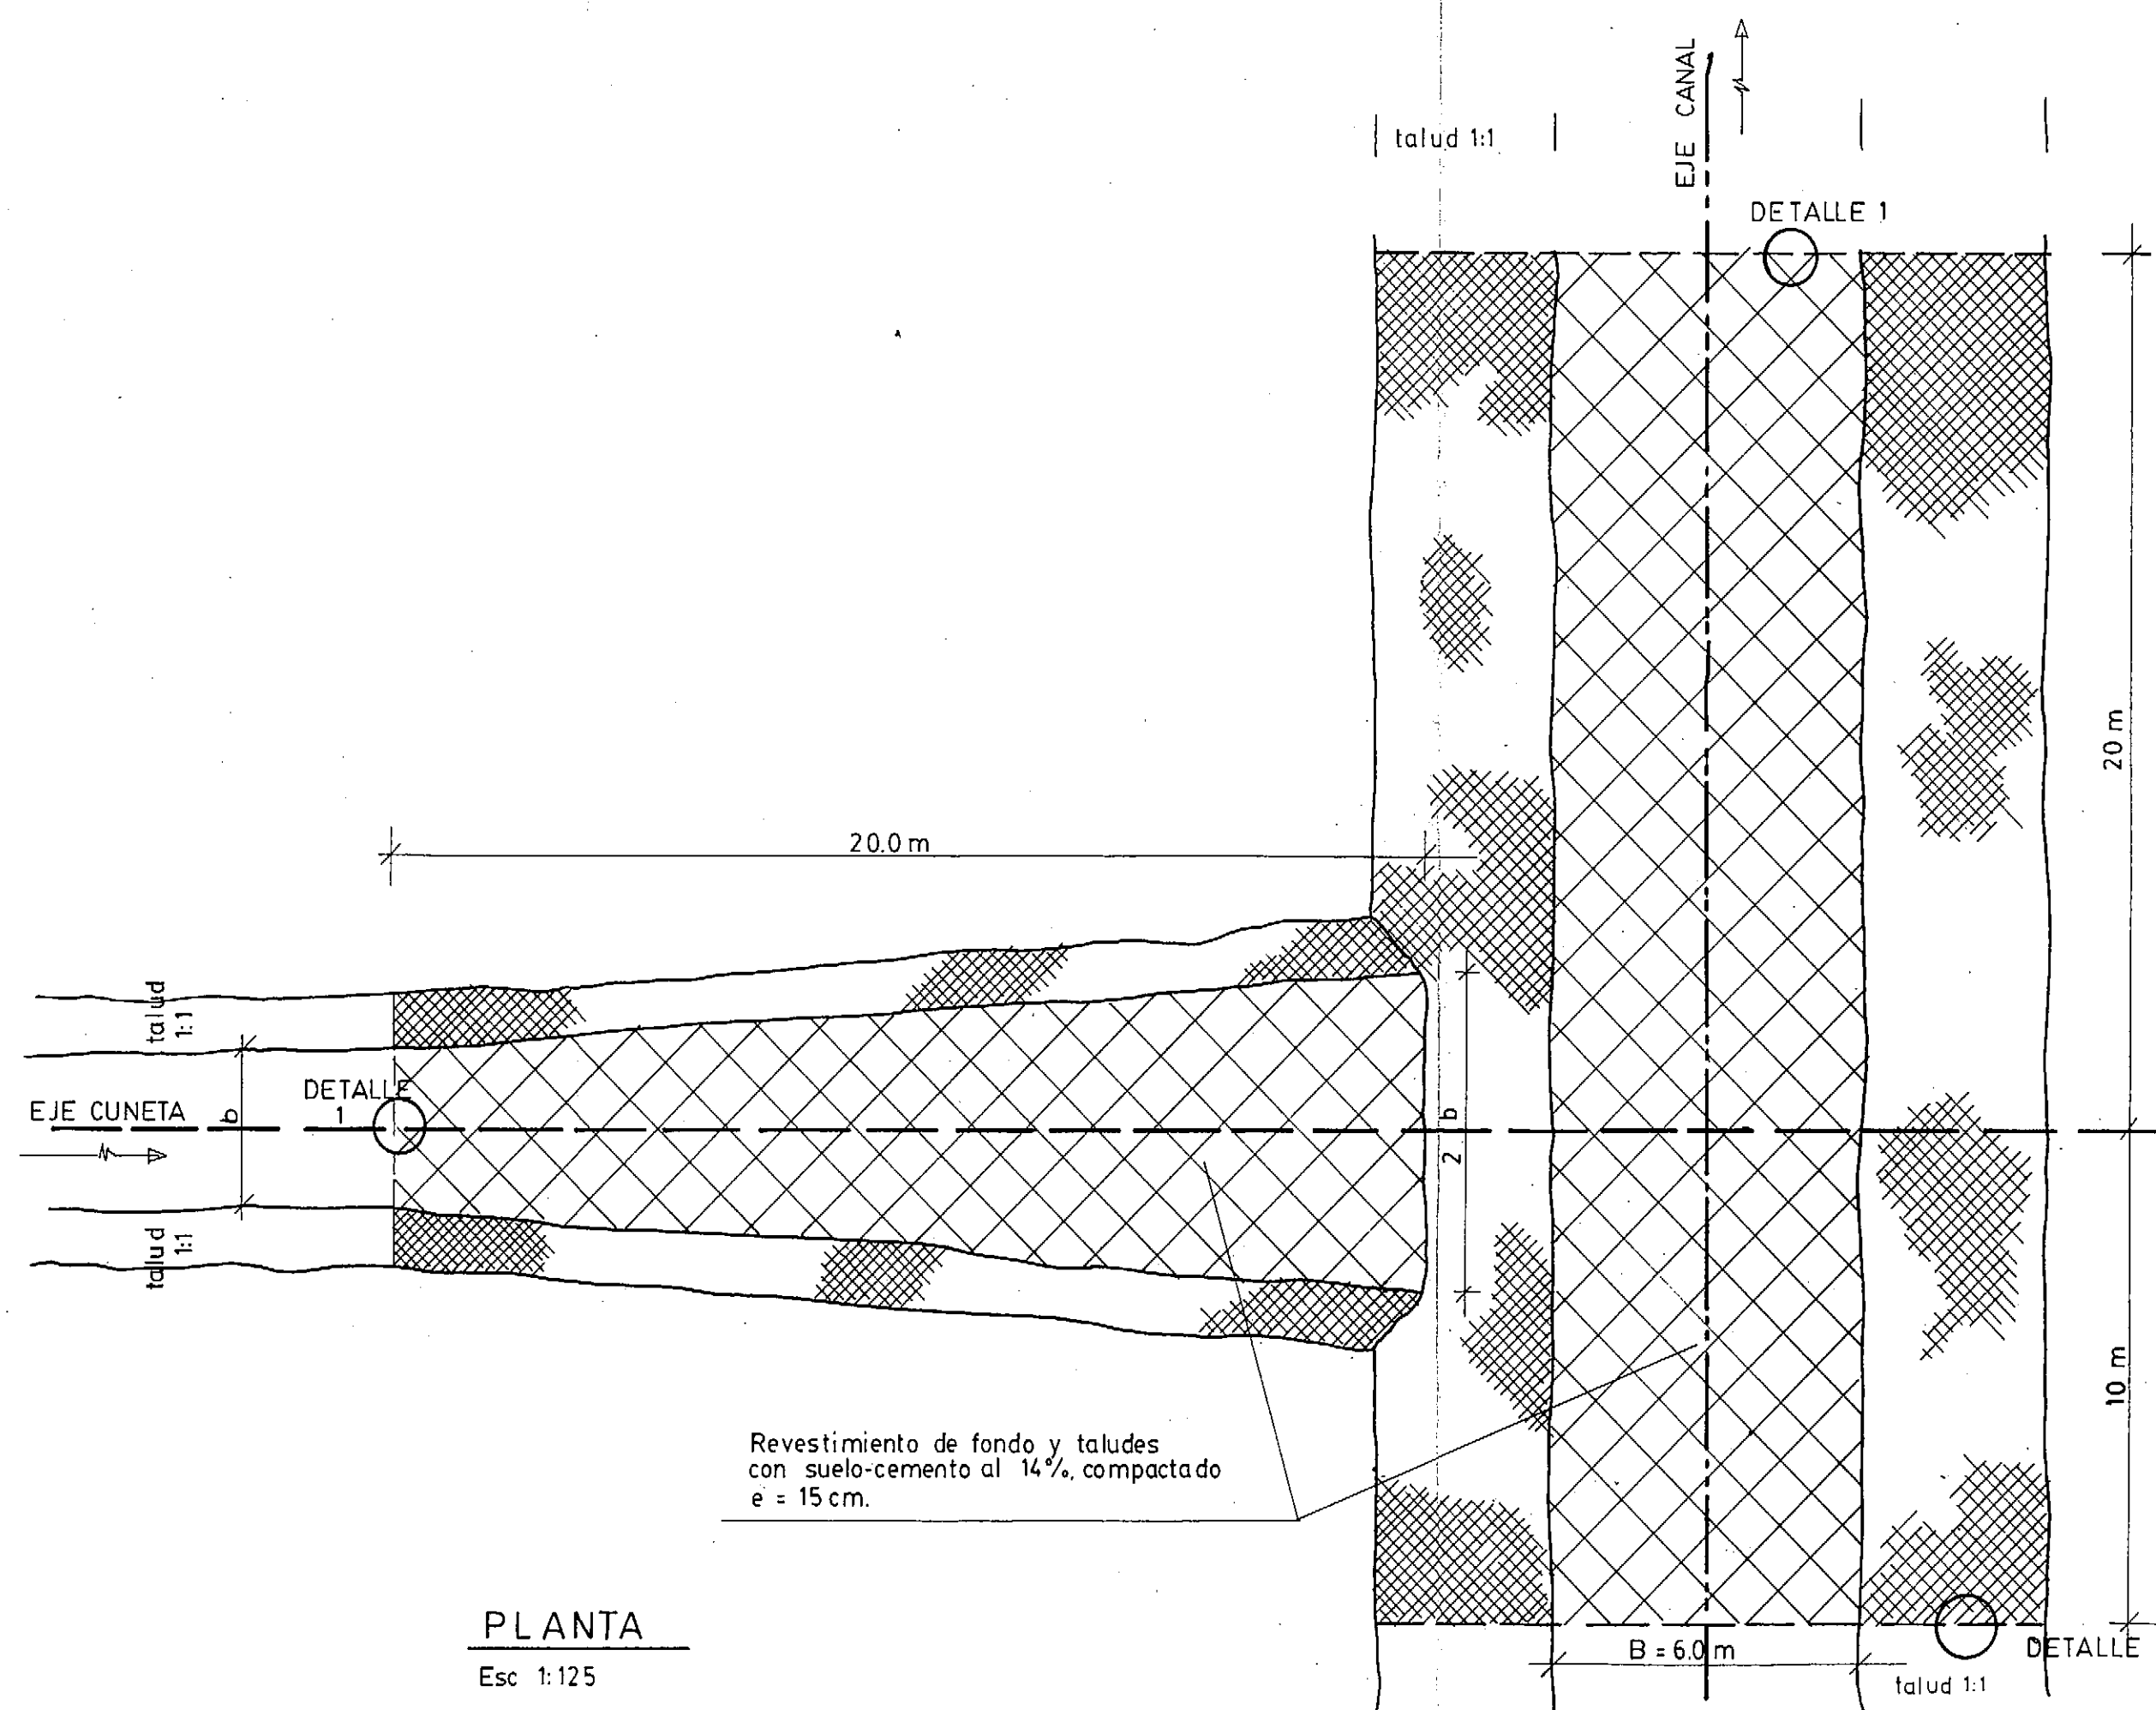 EJE CANAL
talud 1:1
DETALLE 1
20 m
20.0 m
talud
1:1
DETALLE
1
EJE CUNETA
b
2 b
talud
1:1
10 m
Revestimiento de fondo y taludes
con suelo-cemento al 14%, compactado
e = 15 cm.
PLANTA
Esc 1:125
B = 6.0 m
DETALLE
talud 1:1